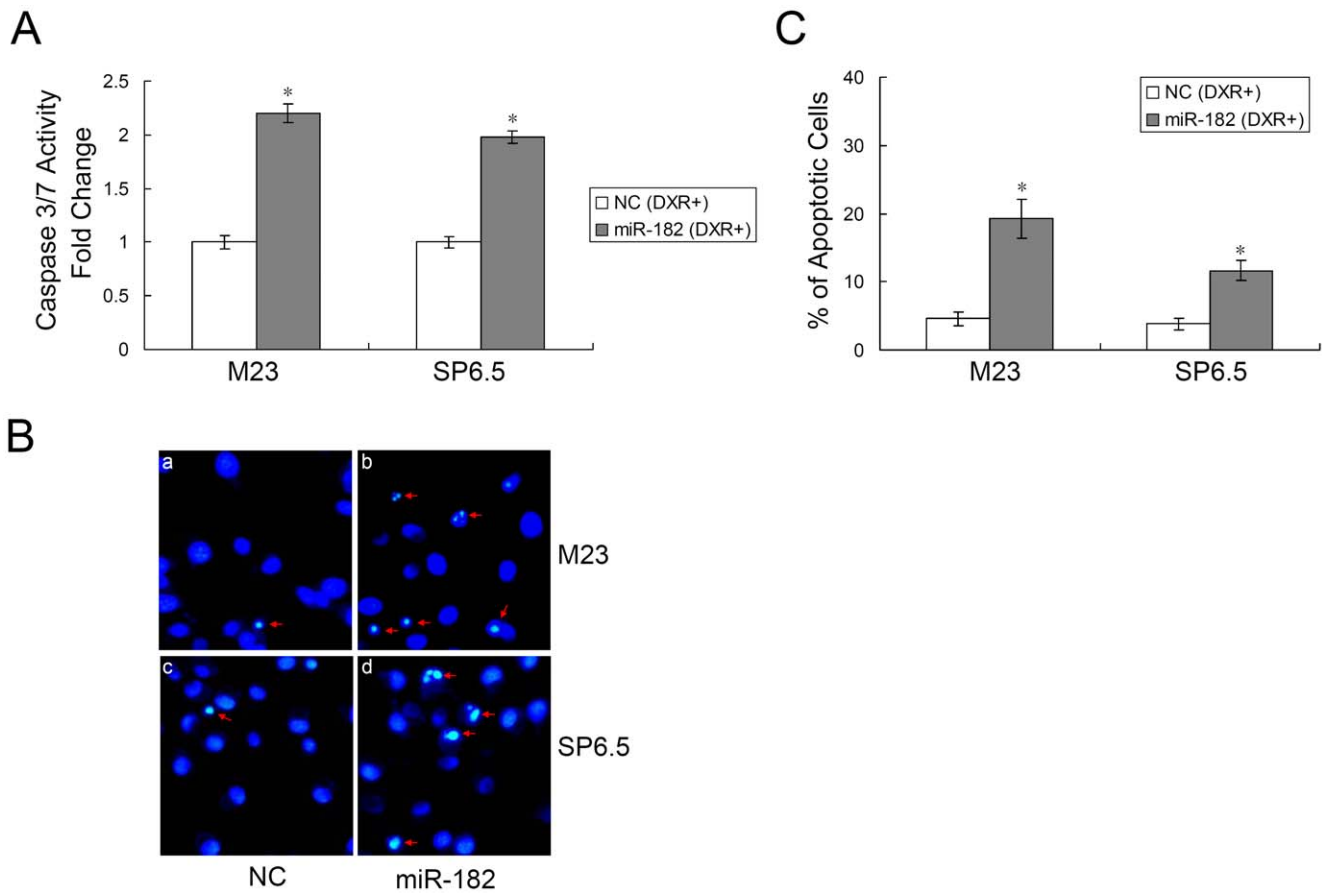 A
Caspase 3/7 Activity
Fold Change
2.5
2
1.5
1
0.5
0
*
*
M23
SP6.5
NC (DXR+)
miR-182 (DXR+)
C
% of Apoptotic Cells
40
30
20
10
0
*
*
M23
SP6.5
NC (DXR+)
miR-182 (DXR+)
B
a
b
M23
c
d
SP6.5
NC
miR-182